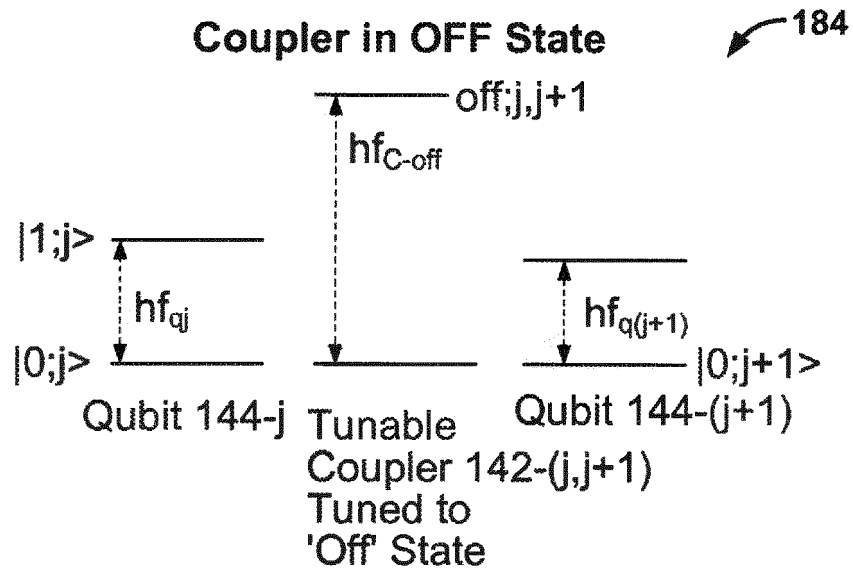 Coupler in OFF State
184
off;j,j+1
hf_C-off
|1;j>
hf_qj
hf_q(j+1)
|0;j>
|0;j+1>
Qubit 144-j
Qubit 144-(j+1)
Tunable
Coupler 142-(j,j+1)
Tuned to
'Off' State